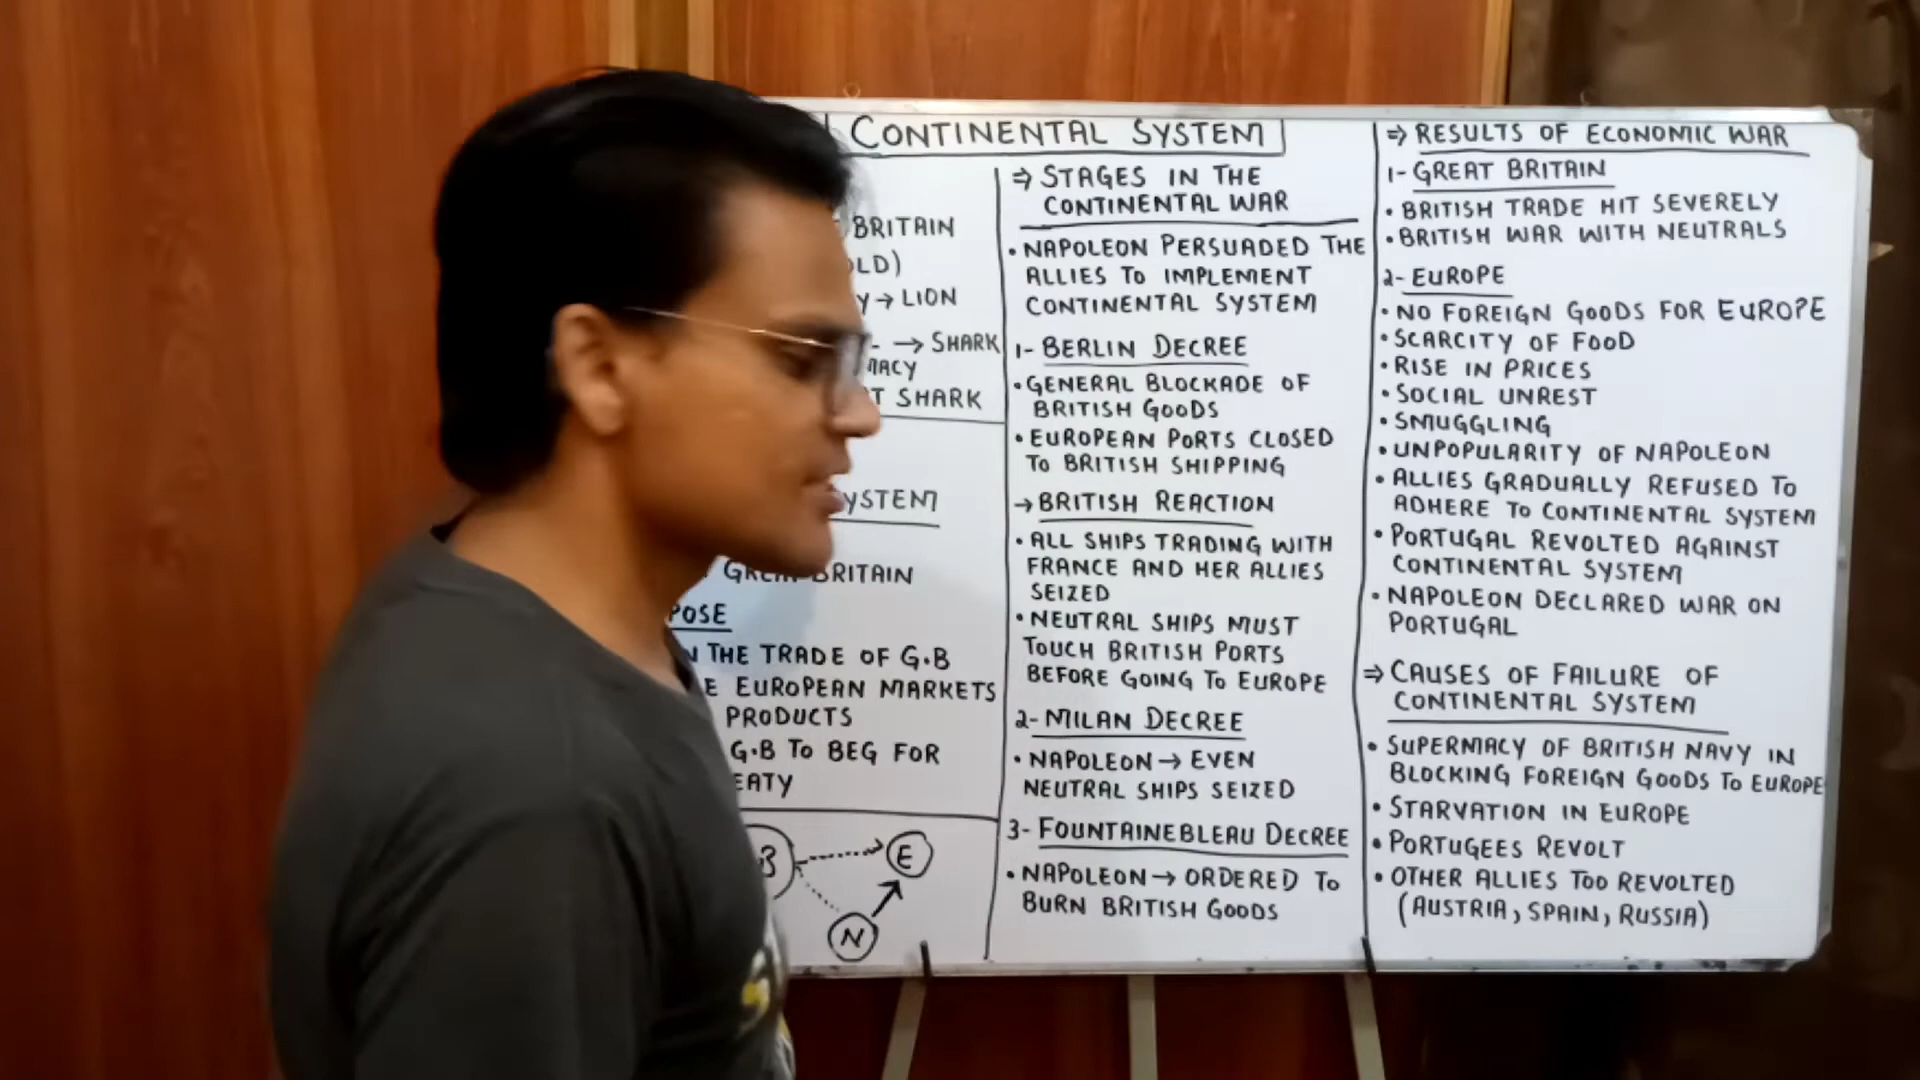 CONTINENTAL SYSTEM
BRITAIN
LD)
Y → LION
→ SHARK
MACY
T SHARK
YSTEM
GREAT BRITAIN
POSE
THE TRADE OF G.B
E EUROPEAN MARKETS
PRODUCTS
G.B TO BEG FOR
EATY
B
E
N
⇒ STAGES IN THE
CONTINENTAL WAR
• NAPOLEON PERSUADED THE
ALLIES TO IMPLEMENT
CONTINENTAL SYSTEM
1- BERLIN DECREE
• GENERAL BLOCKADE OF
BRITISH GOODS
• EUROPEAN PORTS CLOSED
TO BRITISH SHIPPING
→ BRITISH REACTION
• ALL SHIPS TRADING WITH
FRANCE AND HER ALLIES
SEIZED
• NEUTRAL SHIPS MUST
TOUCH BRITISH PORTS
BEFORE GOING TO EUROPE
2- MILAN DECREE
• NAPOLEON → EVEN
NEUTRAL SHIPS SEIZED
3- FOUNTAINEBLEAU DECREE
• NAPOLEON → ORDERED TO
BURN BRITISH GOODS
⇒ RESULTS OF ECONOMIC WAR
1- GREAT BRITAIN
• BRITISH TRADE HIT SEVERELY
• BRITISH WAR WITH NEUTRALS
2- EUROPE
• NO FOREIGN GOODS FOR EUROPE
• SCARCITY OF FOOD
• RISE IN PRICES
• SOCIAL UNREST
• SMUGGLING
• UNPOPULARITY OF NAPOLEON
• ALLIES GRADUALLY REFUSED TO
ADHERE TO CONTINENTAL SYSTEM
• PORTUGAL REVOLTED AGAINST
CONTINENTAL SYSTEM
• NAPOLEON DECLARED WAR ON
PORTUGAL
⇒ CAUSES OF FAILURE OF
CONTINENTAL SYSTEM
• SUPERMACY OF BRITISH NAVY IN
BLOCKING FOREIGN GOODS TO EUROPE
• STARVATION IN EUROPE
• PORTUGEES REVOLT
• OTHER ALLIES TOO REVOLTED
(AUSTRIA, SPAIN, RUSSIA)